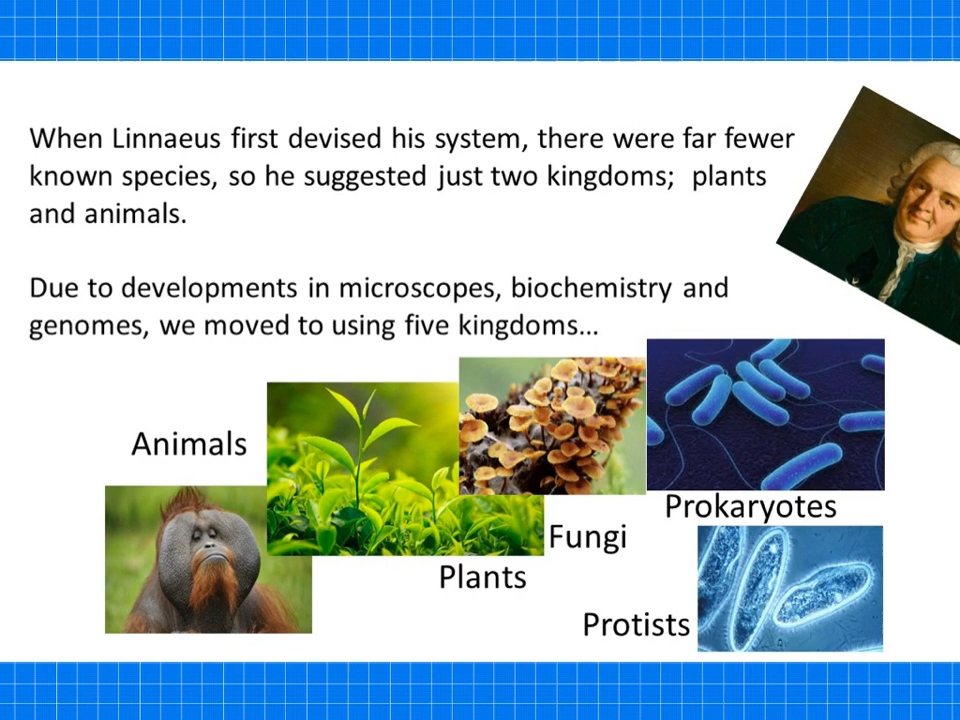 When Linnaeus first devised his system, there were far fewer
known species, so he suggested just two kingdoms;  plants
and animals.
Due to developments in microscopes, biochemistry and
genomes, we moved to using five kingdoms…
Animals
Prokaryotes
Fungi
Plants
Protists